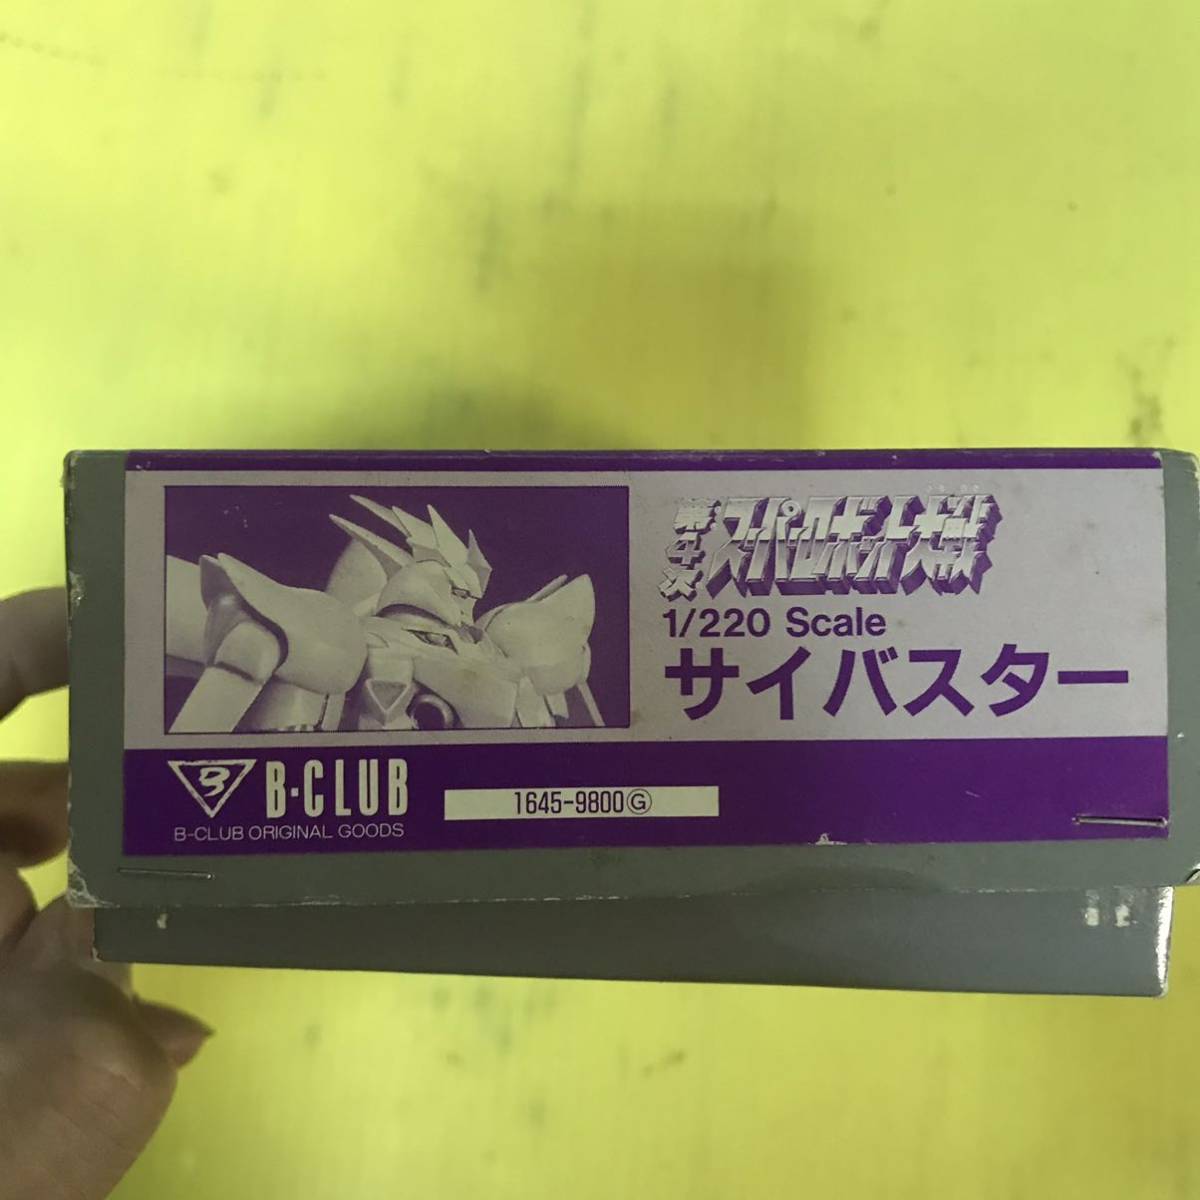 第4次
スーパーロボット大戦
1/220 Scale
サイバスター
B·CLUB
B-CLUB ORIGINAL GOODS
1645-9800Ⓖ